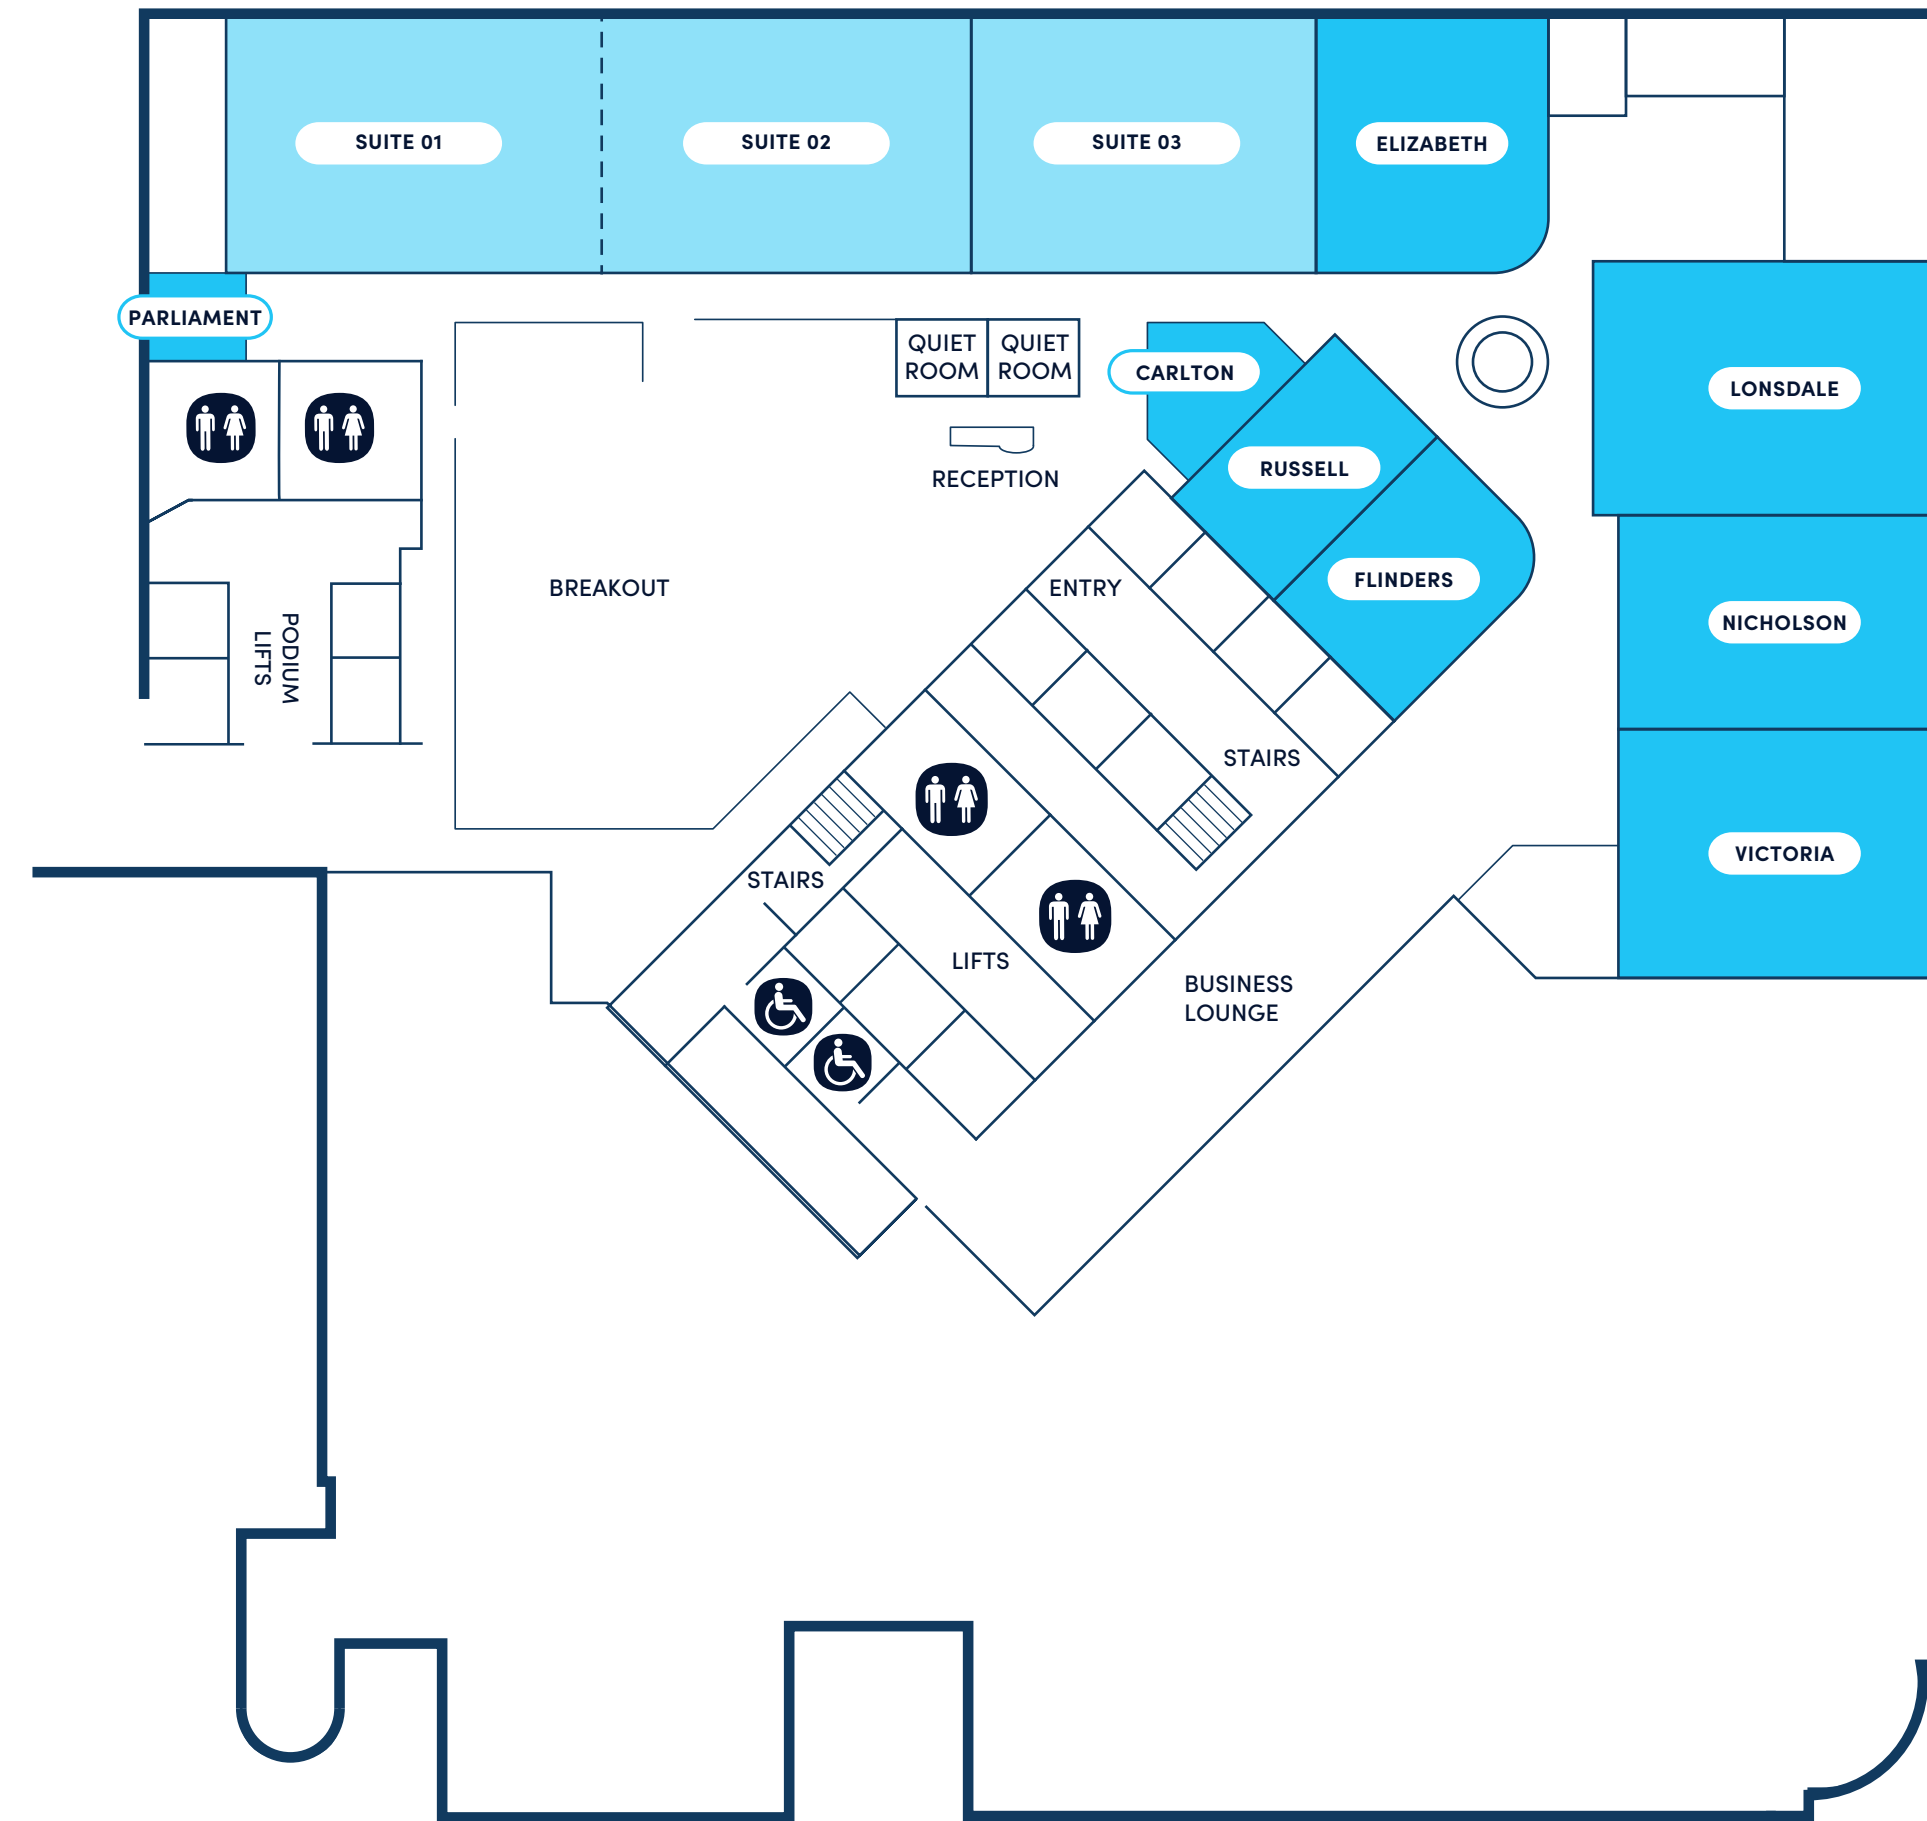 SUITE 01
SUITE 02
SUITE 03
ELIZABETH
PARLIAMENT
QUIET
ROOM
QUIET
ROOM
CARLTON
LONSDALE
RUSSELL
RECEPTION
FLINDERS
BREAKOUT
ENTRY
NICHOLSON
PODIUM
LIFTS
STAIRS
VICTORIA
STAIRS
LIFTS
BUSINESS
LOUNGE